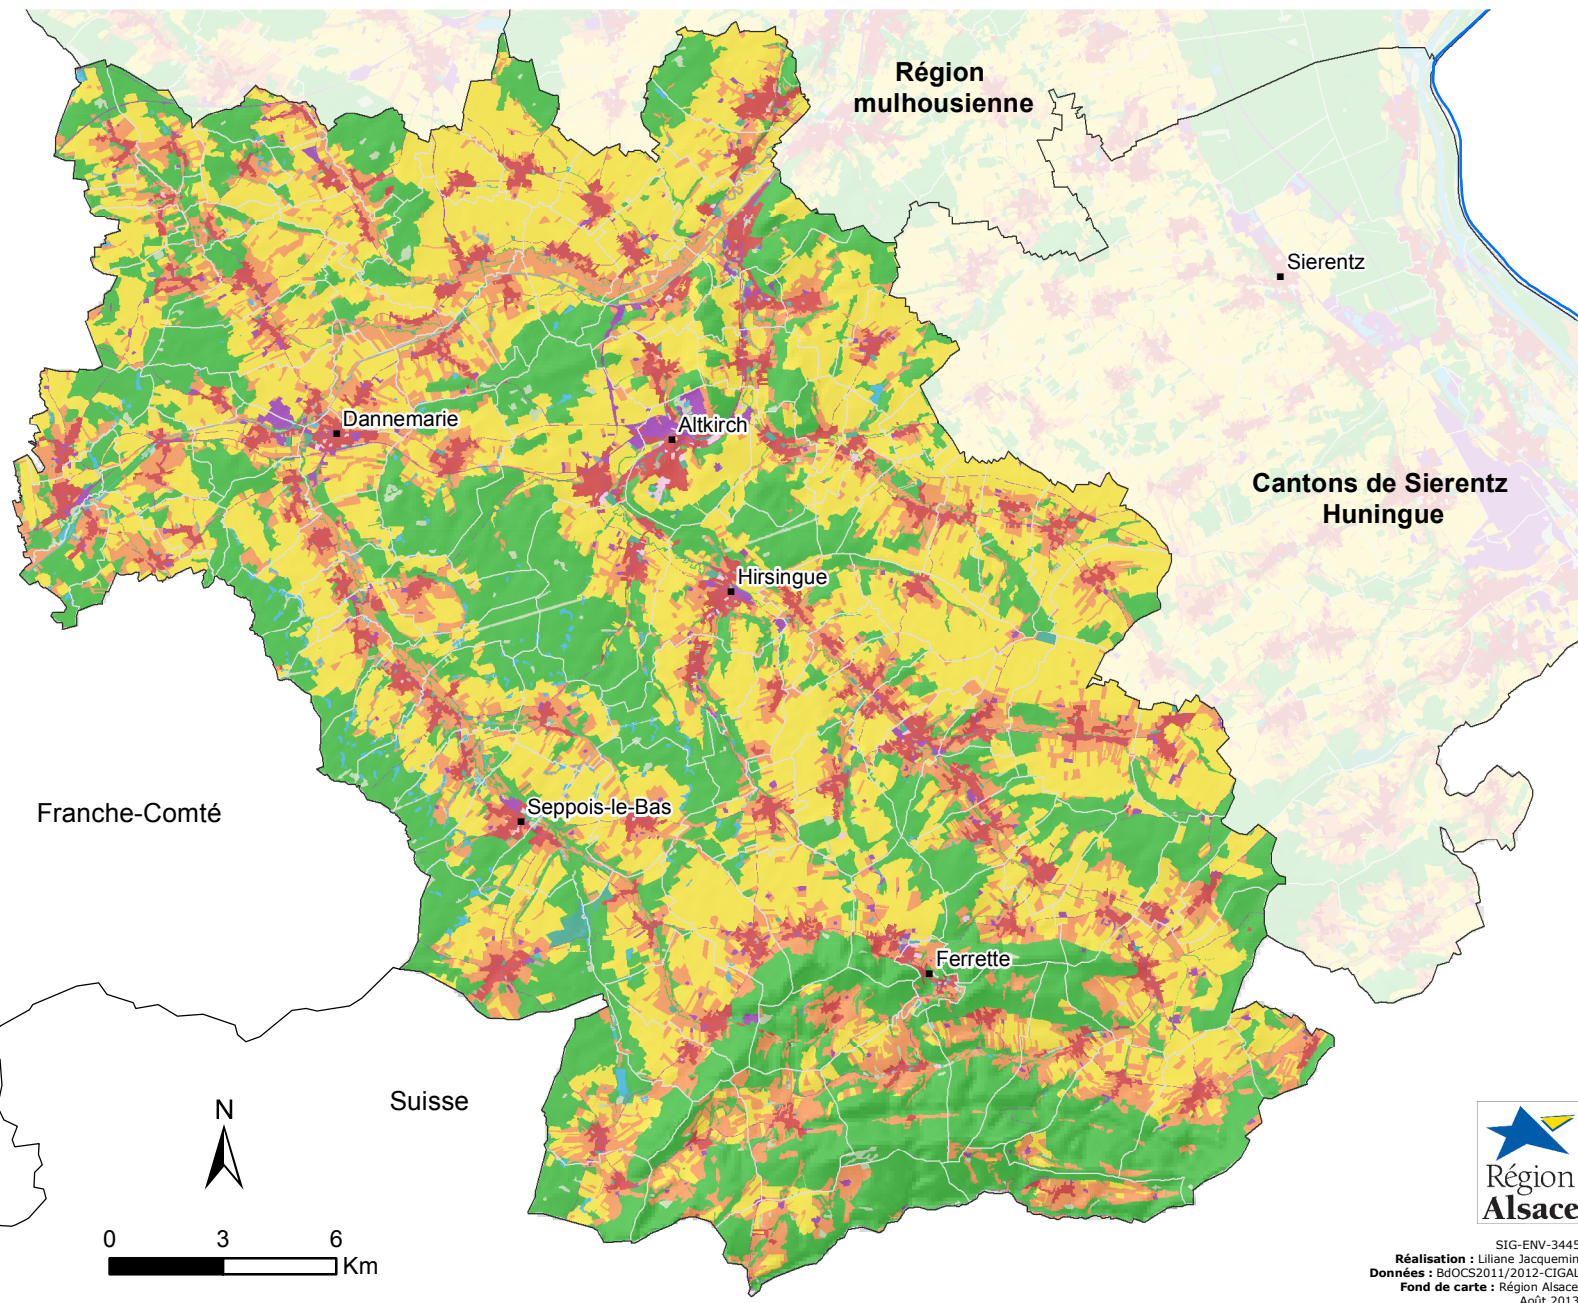 Région
mulhousienne
Sierentz
Dannemarie
Altkirch
Cantons de Sierentz
Huningue
Hirsingue
Franche-Comté
Seppois-le-Bas
Ferrette
Suisse
N
0 3 6
Km
Région
Alsace
SIG-ENV-3445
Réalisation : Liliane Jacquemin
Données : BdOCS2011/2012-CIGAL
Fond de carte : Région Alsace
Août 2013